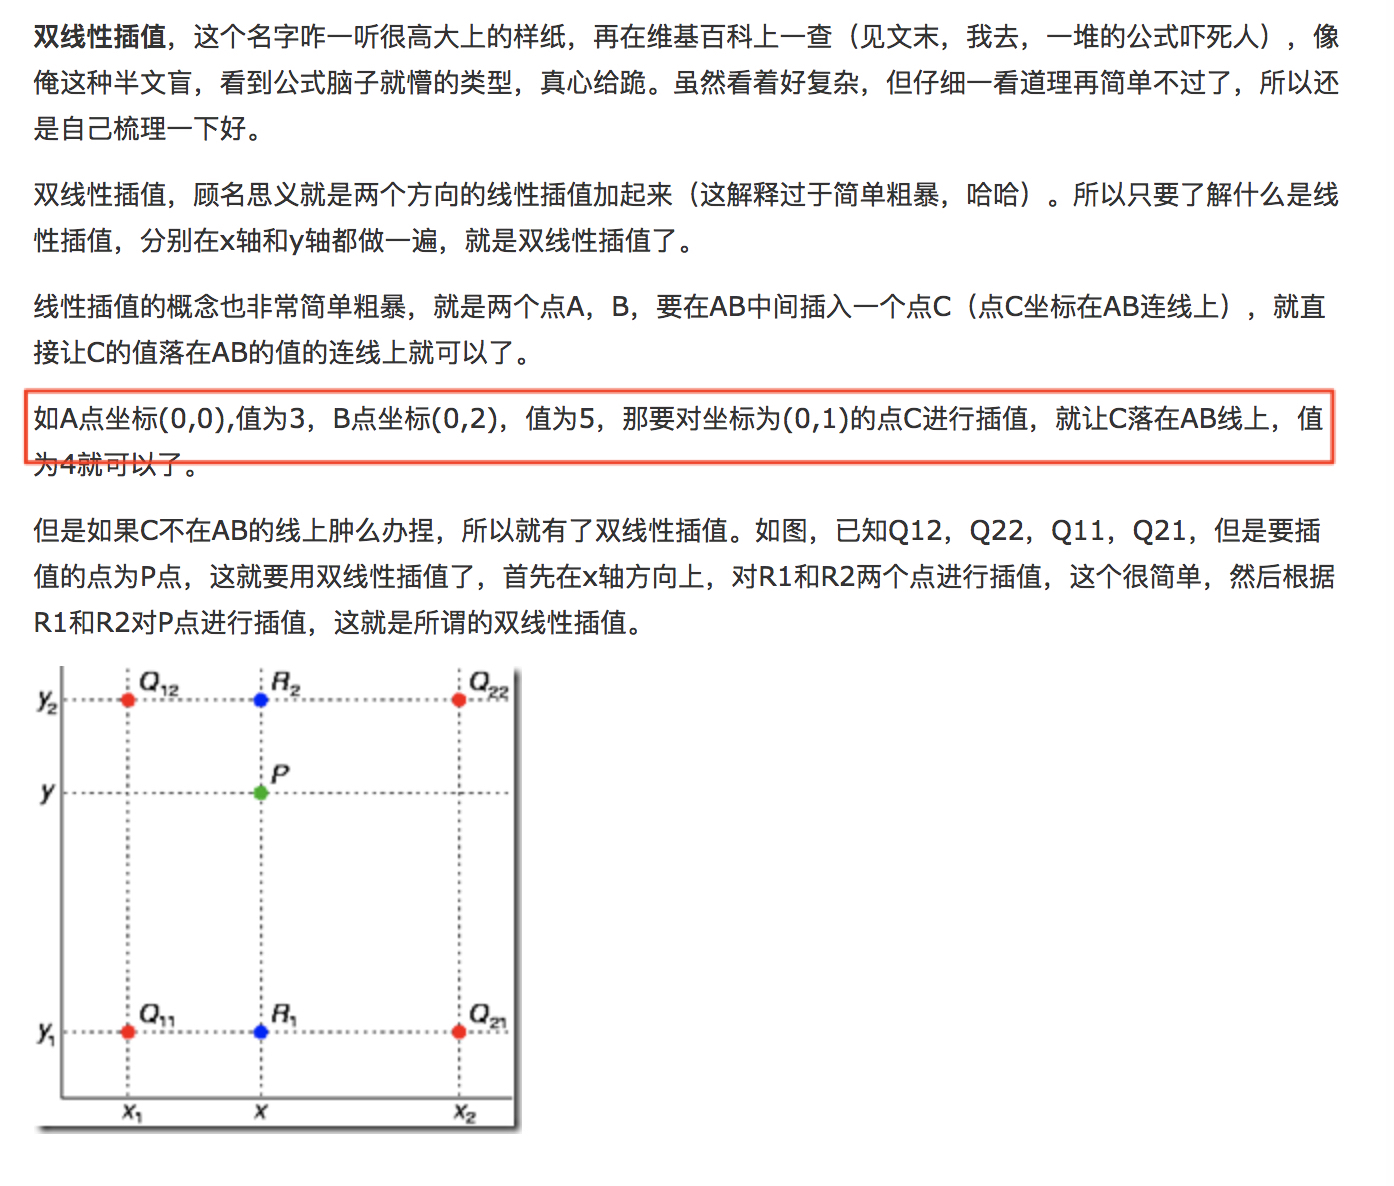 双线性插值，这个名字咋一听很高大上的样纸，再在维基百科上一查（见文末，我去，一堆的公式吓死人），像
俺这种半文盲，看到公式脑子就懵的类型，真心给跪。虽然看着好复杂，但仔细一看道理再简单不过了，所以还
是自己梳理一下好。
双线性插值，顾名思义就是两个方向的线性插值加起来（这解释过于简单粗暴，哈哈）。所以只要了解什么是线
性插值，分别在x轴和y轴都做一遍，就是双线性插值了。
线性插值的概念也非常简单粗暴，就是两个点A，B，要在AB中间插入一个点C（点C坐标在AB连线上），就直
接让C的值落在AB的值的连线上就可以了。
如A点坐标(0,0),值为3，B点坐标(0,2)，值为5，那要对坐标为(0,1)的点C进行插值，就让C落在AB线上，值
为4就可以了。
但是如果C不在AB的线上肿么办捏，所以就有了双线性插值。如图，已知Q12，Q22，Q11，Q21，但是要插
值的点为P点，这就要用双线性插值了，首先在x轴方向上，对R1和R2两个点进行插值，这个很简单，然后根据
R1和R2对P点进行插值，这就是所谓的双线性插值。
y2 Q12 R2 Q22
P
y
y1 Q11 R1 Q21
x1 x x2